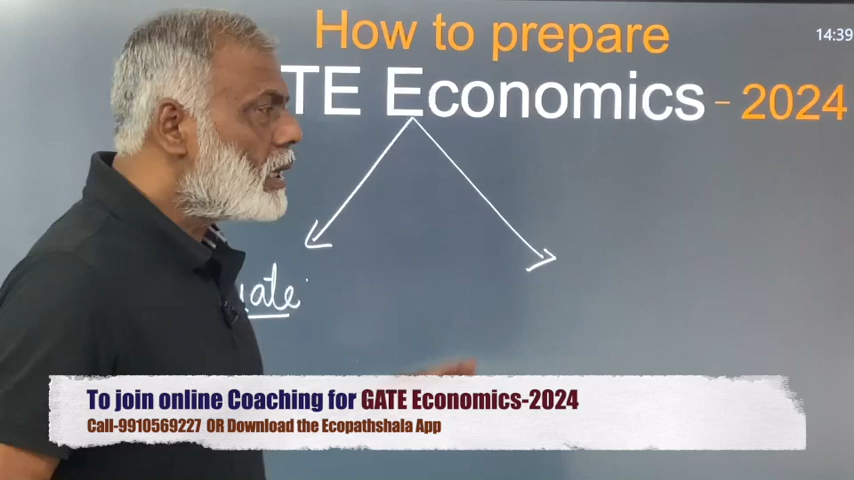 How to prepare
14:39
TE Economics - 2024
To join online Coaching for GATE Economics-2024
Call-9910569227 OR Download the Ecopathshala App